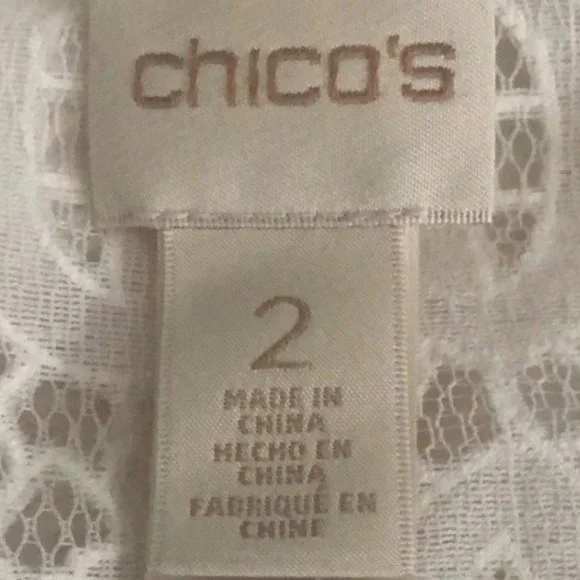 chico's
2
MADE IN
CHINA
HECHO EN
CHINA
FABRIQUÉ EN
CHINE